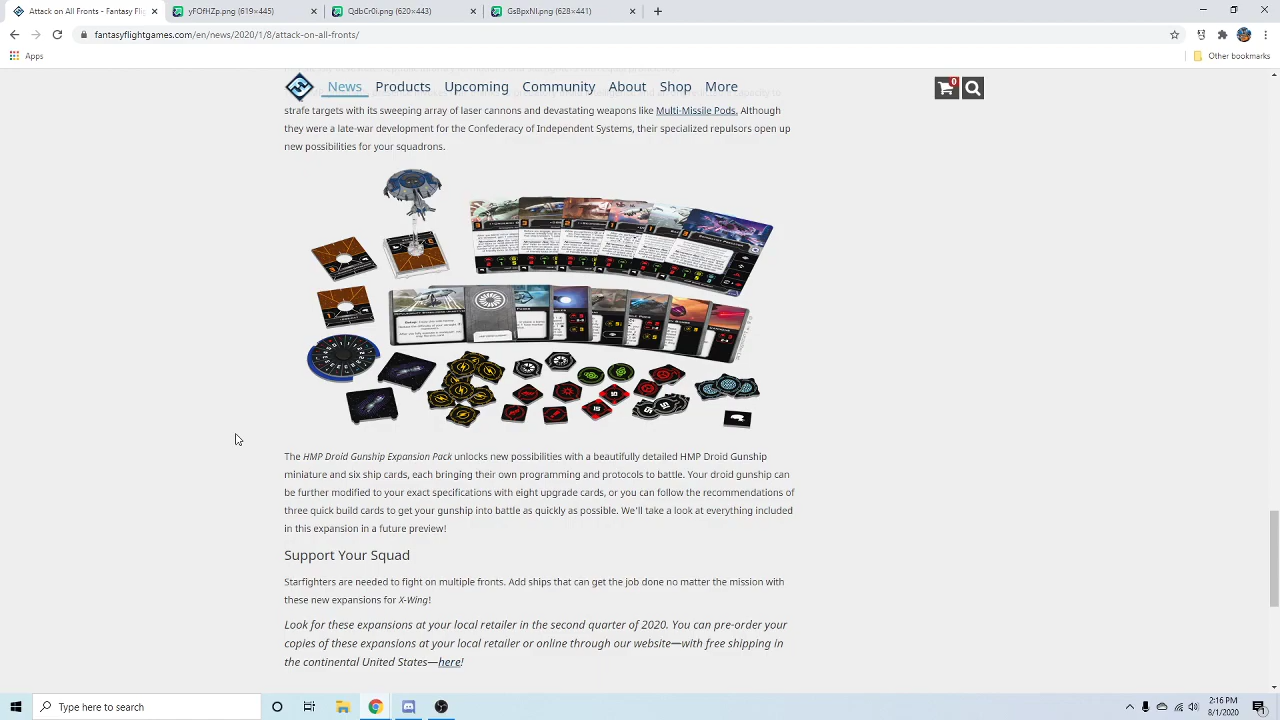 Attack on All Fronts - Fantasy Flig
yFOfHZp.png (619×445)
QdbCr0i.png (620×443)
GsBpxNl.png (628×441)
fantasyflightgames.com/en/news/2020/1/8/attack-on-all-fronts/
Apps
Other bookmarks
News Products Upcoming Community About Shop More
0
strafe targets with its sweeping array of laser cannons and devastating weapons like Multi-Missile Pods. Although
they were a late-war development for the Confederacy of Independent Systems, their specialized repulsors open up
new possibilities for your squadrons.
The HMP Droid Gunship Expansion Pack unlocks new possibilities with a beautifully detailed HMP Droid Gunship
miniature and six ship cards, each bringing their own programming and protocols to battle. Your droid gunship can
be further modified to your exact specifications with eight upgrade cards, or you can follow the recommendations of
three quick build cards to get your gunship into battle as quickly as possible. We'll take a look at everything included
in this expansion in a future preview!
Support Your Squad
Starfighters are needed to fight on multiple fronts. Add ships that can get the job done no matter the mission with
these new expansions for X-Wing!
Look for these expansions at your local retailer in the second quarter of 2020. You can pre-order your
copies of these expansions at your local retailer or online through our website—with free shipping in
the continental United States—here!
Type here to search
2:16 PM
8/1/2020